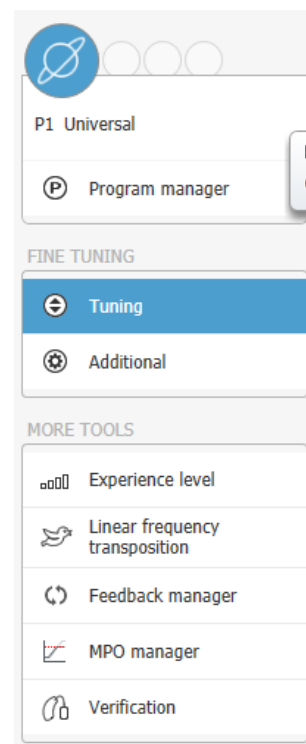 P1 Universal
P Program manager
FINE TUNING
Tuning
Additional
MORE TOOLS
Experience level
Linear frequency
transposition
Feedback manager
MPO manager
Verification